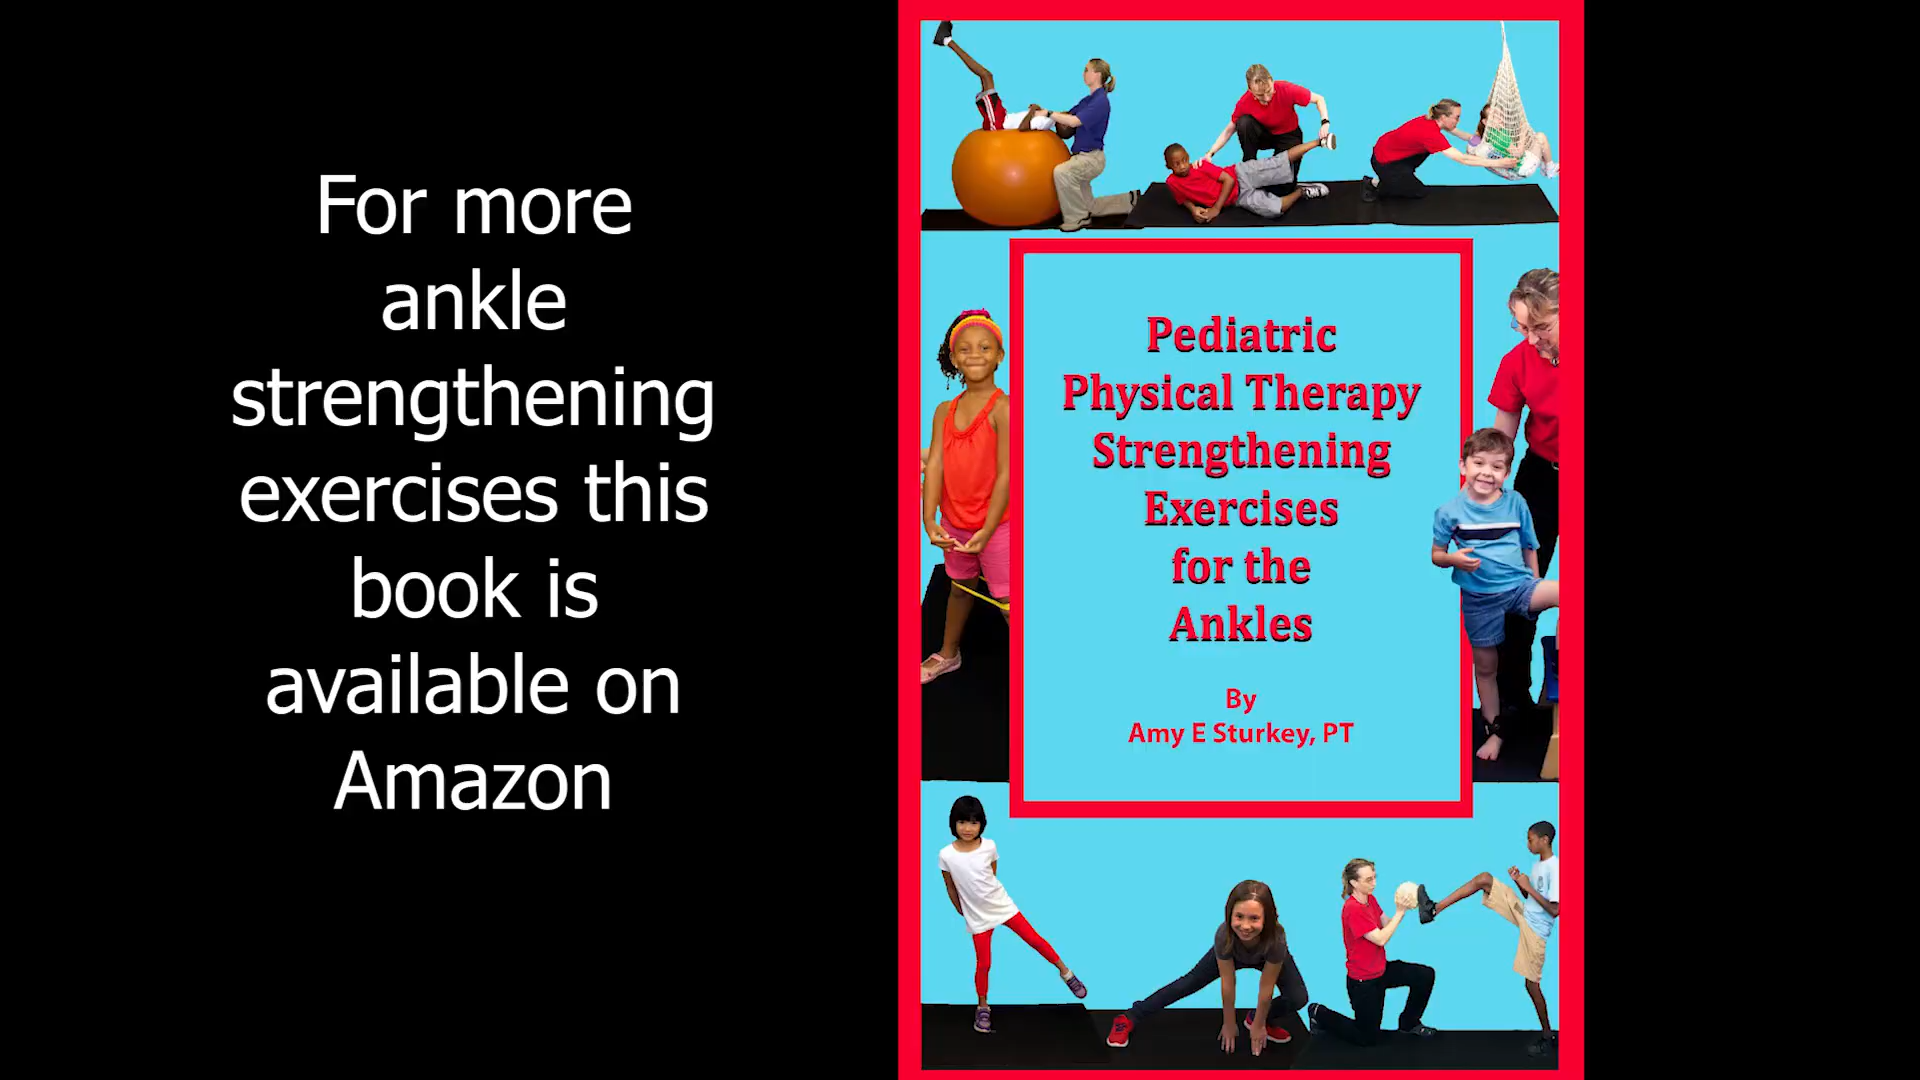 For more
ankle
strengthening
exercises this
book is
available on
Amazon
Pediatric
Physical Therapy
Strengthening
Exercises
for the
Ankles
By
Amy E Sturkey, PT